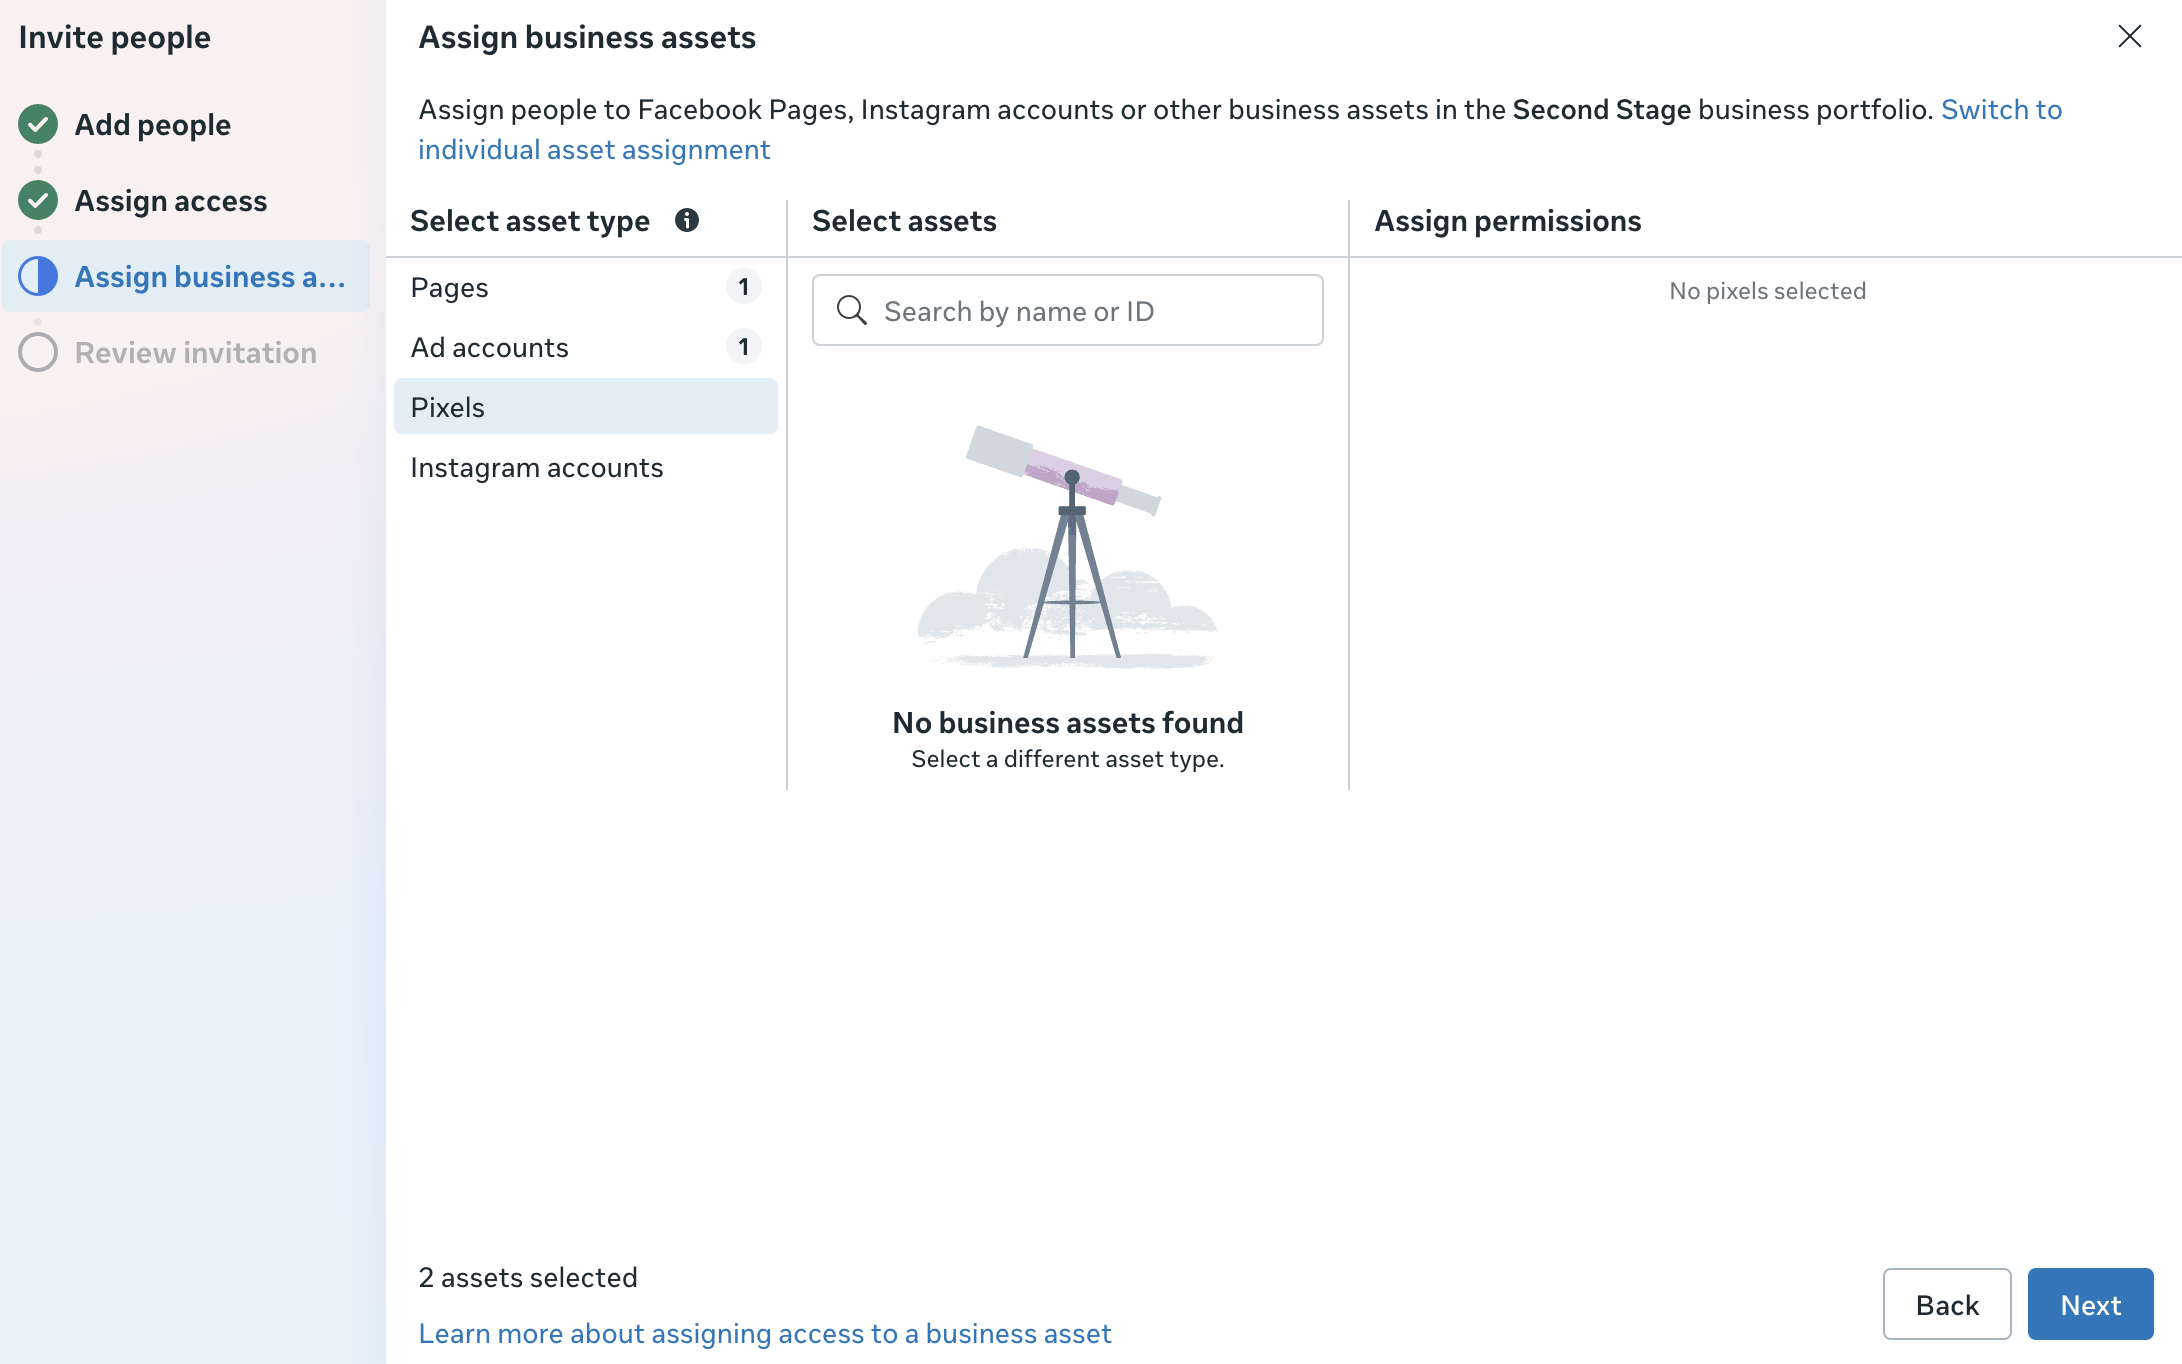 Invite people
Add people
Assign access
Assign business a...
Review invitation
Assign business assets
Assign people to Facebook Pages, Instagram accounts or other business assets in the Second Stage business portfolio. Switch to
individual asset assignment
Select asset type
Pages 1
Ad accounts 1
Pixels
Instagram accounts
Select assets
Search by name or ID
No business assets found
Select a different asset type.
Assign permissions
No pixels selected
2 assets selected
Learn more about assigning access to a business asset
Back
Next